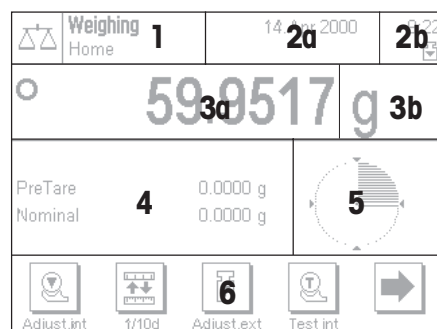 Weighing 1 14. Apr 2000 2a 2b
Home
59.9517 3a g 3b
PreTare 0.0000 g
Nominal 0.0000 g
4 5
6
Adjust.int 1/10d Adjust.ext Test int